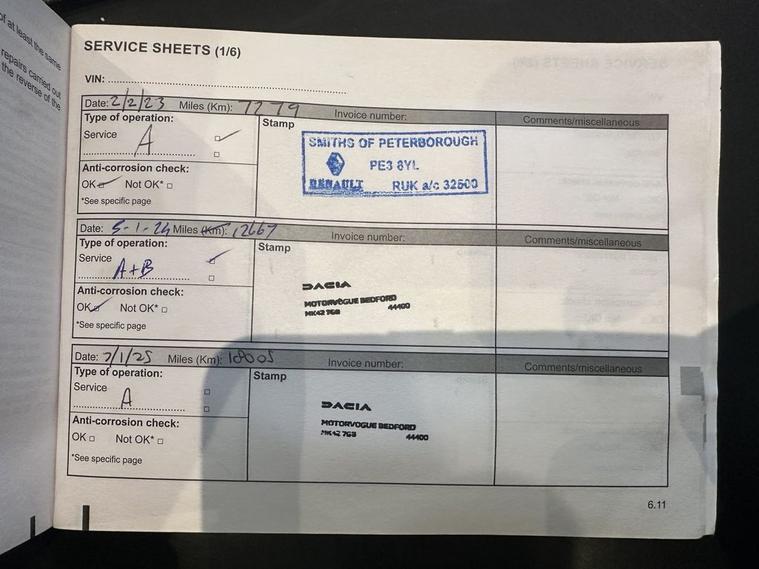 of at least the same
repairs carried out
the reverse of the
SERVICE SHEETS (1/6)
VIN:
Date: 2/2/23 Miles (Km): 7779 Invoice number: Comments/miscellaneous
Type of operation:
Stamp
Service A
SMITHS OF PETERBOROUGH
PE3 8YL
RENAULT RUK a/c 32500
Anti-corrosion check:
OK Not OK*
*See specific page
Date: 5-1-24 Miles (Km): 12667 Invoice number: Comments/miscellaneous
Type of operation:
Stamp
Service A+B
DACIA
MOTORVOGUE BEDFORD
MK42 7GB 44400
Anti-corrosion check:
OK Not OK*
*See specific page
Date: 7/1/25 Miles (Km): 18005 Invoice number: Comments/miscellaneous
Type of operation:
Stamp
Service A
DACIA
MOTORVOGUE BEDFORD
MK42 7GB 44400
Anti-corrosion check:
OK Not OK*
*See specific page
6.11